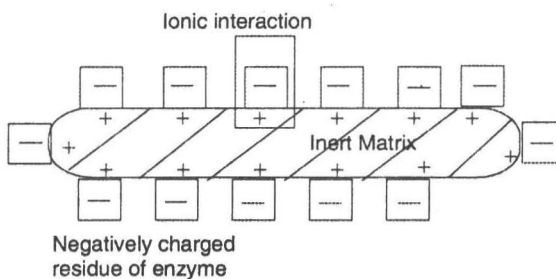 Ionic interaction
Inert Matrix
Negatively charged
residue of enzyme